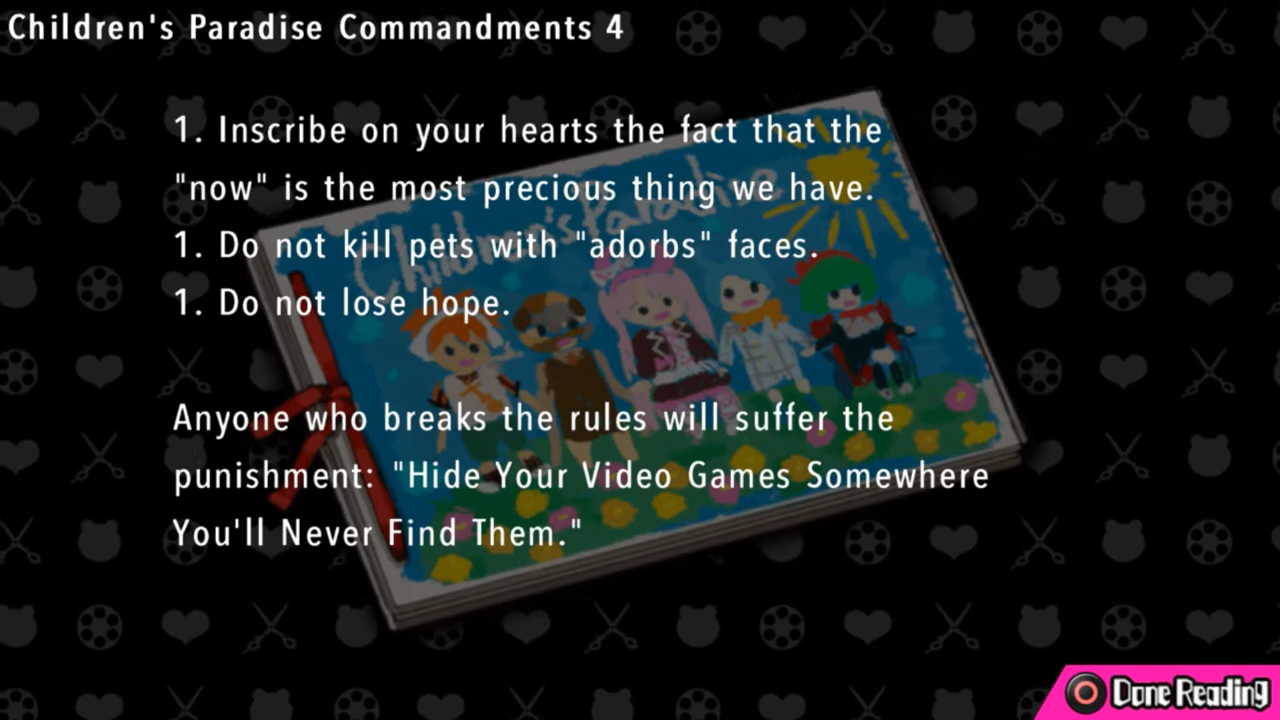 Children's Paradise Commandments 4
1. Inscribe on your hearts the fact that the
"now" is the most precious thing we have.
1. Do not kill pets with "adorbs" faces.
1. Do not lose hope.
Anyone who breaks the rules will suffer the
punishment: "Hide Your Video Games Somewhere
You'll Never Find Them."
Children's Paradise
Done Reading